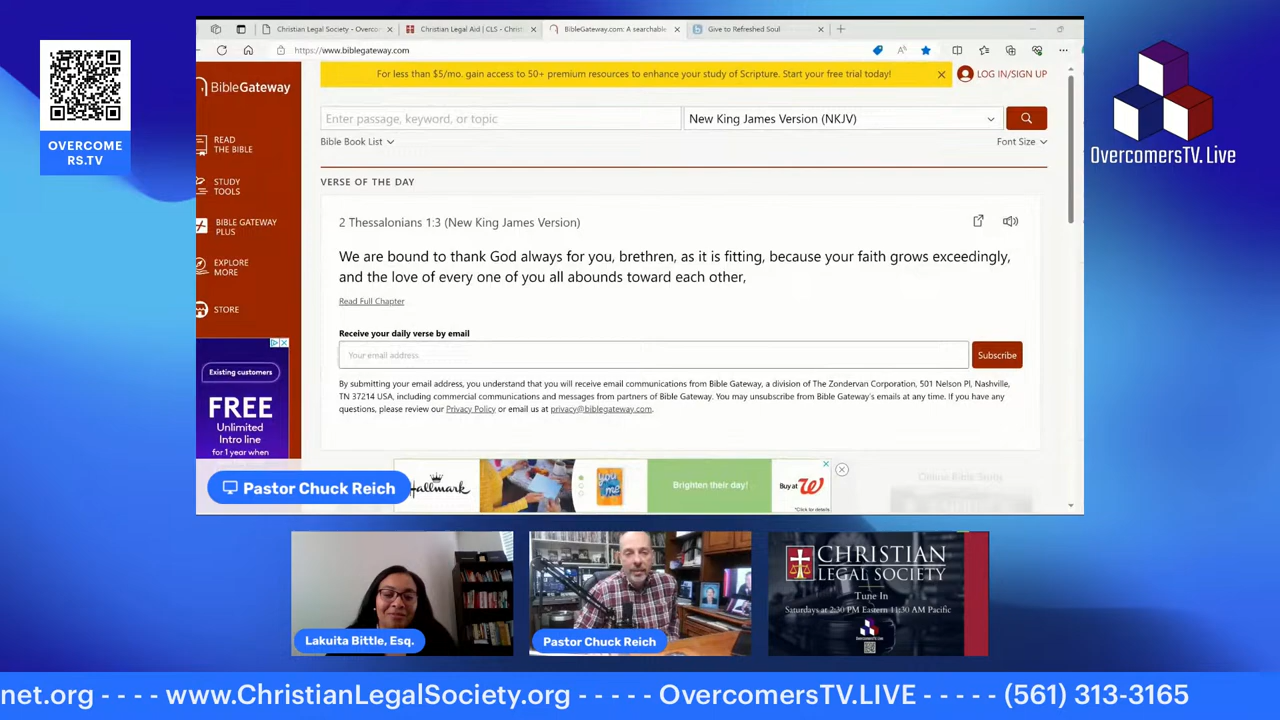 Christian Legal Society - Overco
Christian Legal Aid | CLS - Christ
BibleGateway.com: A searchable
Give to Refreshed Soul
https://www.biblegateway.com
OVERCOME
RS.TV
BibleGateway
READ
THE BIBLE
STUDY
TOOLS
BIBLE GATEWAY
PLUS
EXPLORE
MORE
STORE
Existing customers
FREE
Unlimited
Intro line
for 1 year when
For less than $5/mo. gain access to 50+ premium resources to enhance your study of Scripture. Start your free trial today!
LOG IN/SIGN UP
Enter passage, keyword, or topic
New King James Version (NKJV)
Bible Book List
Font Size
VERSE OF THE DAY
2 Thessalonians 1:3 (New King James Version)
We are bound to thank God always for you, brethren, as it is fitting, because your faith grows exceedingly,
and the love of every one of you all abounds toward each other,
Read Full Chapter
Receive your daily verse by email
Your email address
Subscribe
By submitting your email address, you understand that you will receive email communications from Bible Gateway, a division of The Zondervan Corporation, 501 Nelson Pl, Nashville,
TN 37214 USA, including commercial communications and messages from partners of Bible Gateway. You may unsubscribe from Bible Gateway's emails at any time. If you have any
questions, please review our Privacy Policy or email us at privacy@biblegateway.com.
Hallmark
you
me
Brighten their day!
Buy at W
*Click for details
Online Bible Study
OvercomersTV.Live
Pastor Chuck Reich
Lakuita Bittle, Esq.
Pastor Chuck Reich
CHRISTIAN
LEGAL SOCIETY
Tune In
Saturdays at 2:30 PM Eastern 11:30 AM Pacific
net.org - - - - www.ChristianLegalSociety.org - - - - - OvercomersTV.LIVE - - - - - (561) 313-3165